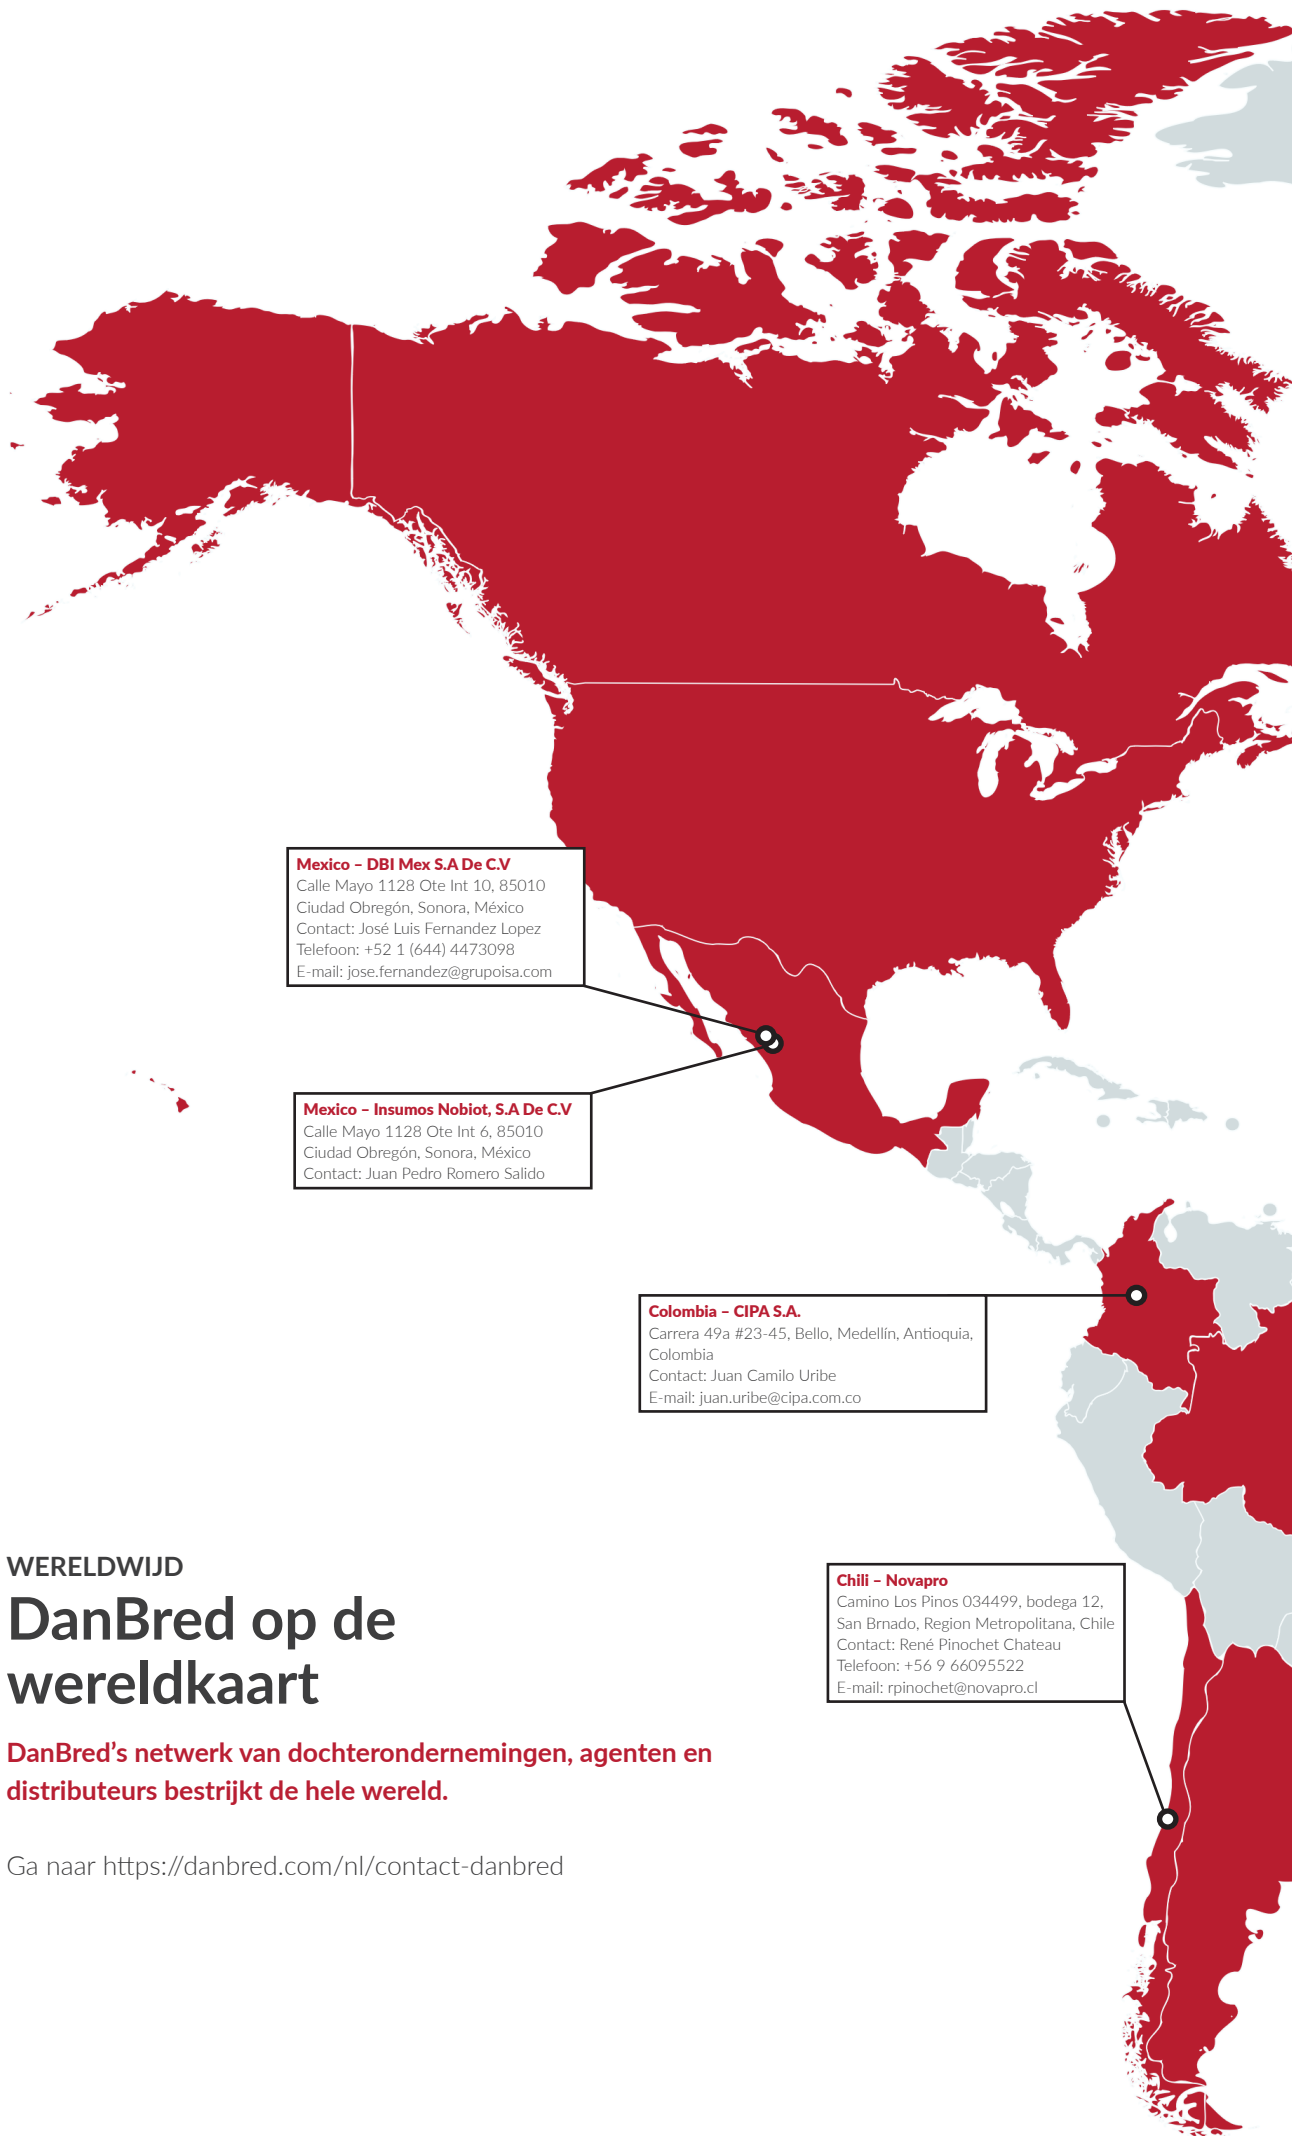 Mexico – DBI Mex S.A De C.V
Calle Mayo 1128 Ote Int 10, 85010
Ciudad Obregón, Sonora, México
Contact: José Luis Fernandez Lopez
Telefoon: +52 1 (644) 4473098
E-mail: jose.fernandez@grupoisa.com
Mexico – Insumos Nobiot, S.A De C.V
Calle Mayo 1128 Ote Int 6, 85010
Ciudad Obregón, Sonora, México
Contact: Juan Pedro Romero Salido
Colombia – CIPA S.A.
Carrera 49a #23-45, Bello, Medellín, Antioquia,
Colombia
Contact: Juan Camilo Uribe
E-mail: juan.uribe@cipa.com.co
Chili – Novapro
Camino Los Pinos 034499, bodega 12,
San Brnado, Region Metropolitana, Chile
Contact: René Pinochet Chateau
Telefoon: +56 9 66095522
E-mail: rpinochet@novapro.cl
WERELDWIJD
DanBred op de
wereldkaart
DanBred’s netwerk van dochterondernemingen, agenten en
distributeurs bestrijkt de hele wereld.
Ga naar https://danbred.com/nl/contact-danbred